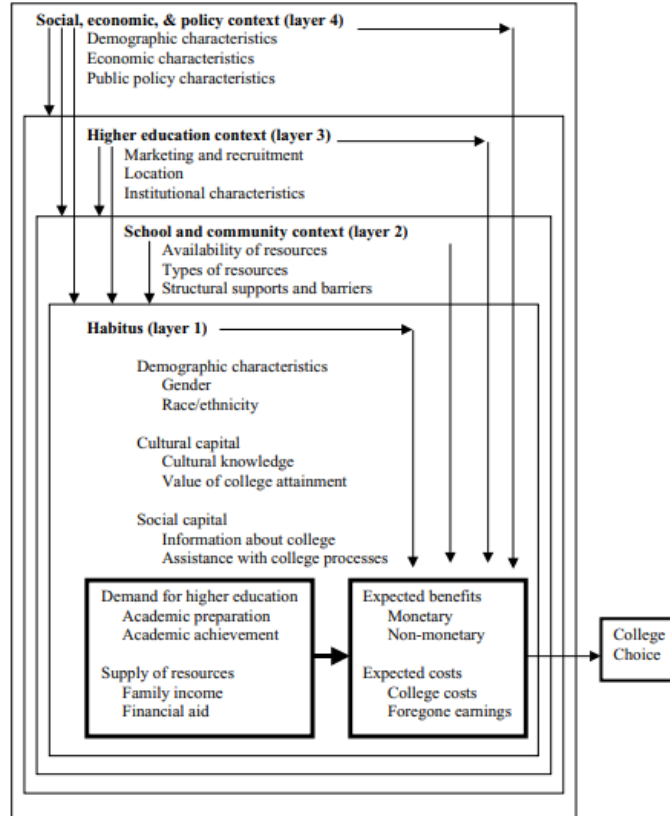 Social, economic, & policy context (layer 4)
Demographic characteristics
Economic characteristics
Public policy characteristics
Higher education context (layer 3)
Marketing and recruitment
Location
Institutional characteristics
School and community context (layer 2)
Availability of resources
Types of resources
Structural supports and barriers
Habitus (layer 1)
Demographic characteristics
Gender
Race/ethnicity
Cultural capital
Cultural knowledge
Value of college attainment
Social capital
Information about college
Assistance with college processes
Demand for higher education
Academic preparation
Academic achievement
Supply of resources
Family income
Financial aid
Expected benefits
Monetary
Non-monetary
Expected costs
College costs
Foregone earnings
College
Choice